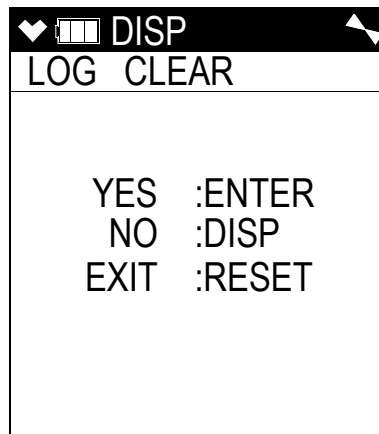 DISP
LOG CLEAR
YES :ENTER
NO :DISP
EXIT :RESET